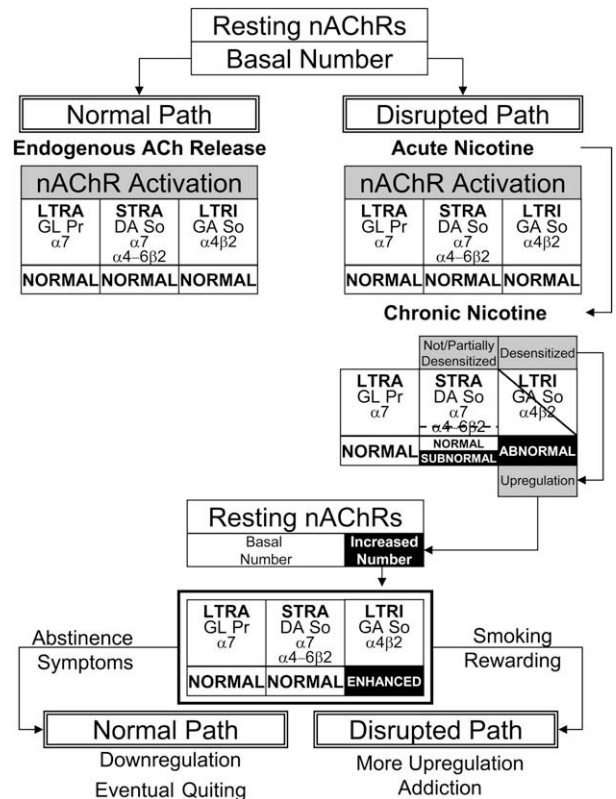 Resting nAChRs
Basal Number
Normal Path
Disrupted Path
Endogenous ACh Release
Acute Nicotine
nAChR Activation
LTRA STRA LTRI
GL Pr DA So GA So
α7 α7 α4β2
α4–6β2
NORMAL NORMAL NORMAL
nAChR Activation
LTRA STRA LTRI
GL Pr DA So GA So
α7 α7 α4β2
α4–6β2
NORMAL NORMAL NORMAL
Chronic Nicotine
Not/Partially
Desensitized
Desensitized
LTRA STRA LTRI
GL Pr DA So GA So
α7 α7 α4β2
α4–6β2
NORMAL NORMAL ABNORMAL
SUBNORMAL
Upregulation
Resting nAChRs
Basal Increased
Number Number
LTRA STRA LTRI
GL Pr DA So GA So
α7 α7 α4β2
α4–6β2
NORMAL NORMAL ENHANCED
Abstinence
Symptoms
Smoking
Rewarding
Normal Path
Disrupted Path
Downregulation
Eventual Quiting
More Upregulation
Addiction